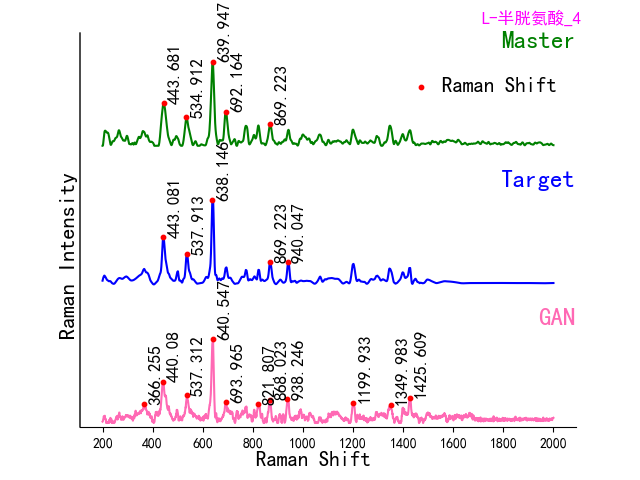 L-半胱氨酸_4
Master
Raman Shift
443.681
534.912
639.947
692.164
869.223
Target
443.081
537.913
638.146
869.223
940.047
GAN
366.255
440.08
537.312
640.547
693.965
821.807
868.023
938.246
1199.933
1349.983
1425.609
Raman Intensity
200 400 600 800 1000 1200 1400 1600 1800 2000
Raman Shift